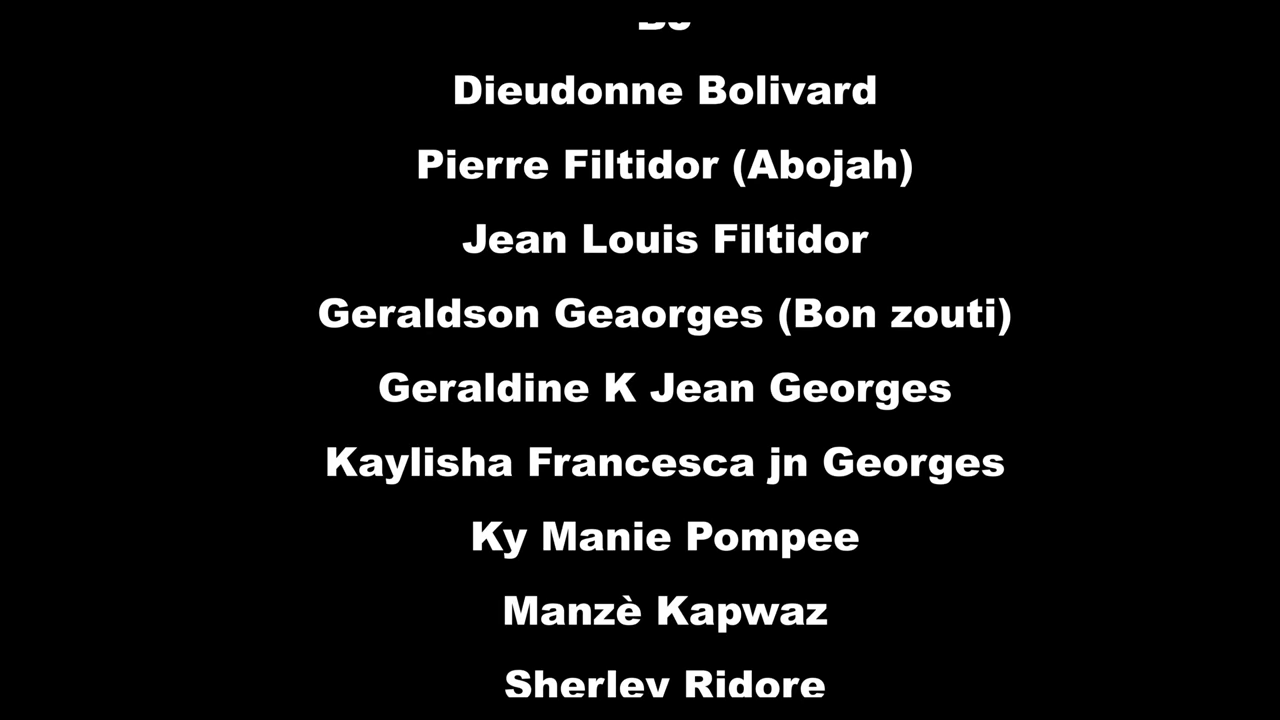 Dieudonne Bolivard
Pierre Filtidor (Abojah)
Jean Louis Filtidor
Geraldson Geaorges (Bon zouti)
Geraldine K Jean Georges
Kaylisha Francesca jn Georges
Ky Manie Pompee
Manzè Kapwaz
Sherley Ridore